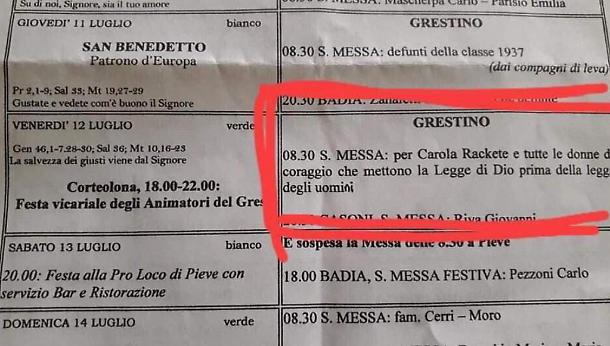 Su di noi, Signore, sia il tuo amore
GIOVEDI' 11 LUGLIO bianco
SAN BENEDETTO
Patrono d'Europa
Pr 2,1-9; Sal 33; Mt 19,27-29
Gustate e vedete com'è buono il Signore
VENERDI' 12 LUGLIO verde
Gen 46,1-7.28-30; Sal 36; Mt 10,16-23
La salvezza dei giusti viene dal Signore
Corteolona, 18.00-22.00:
Festa vicariale degli Animatori del Gres
SABATO 13 LUGLIO bianco
20.00: Festa alla Pro Loco di Pieve con
servizio Bar e Ristorazione
DOMENICA 14 LUGLIO verde
Mascherpa Carlo – Parisio Emilia
GRESTINO
08.30 S. MESSA: defunti della classe 1937
(dai compagni di leva)
20.30 BADIA:
GRESTINO
08.30 S. MESSA: per Carola Rackete e tutte le donne d
coraggio che mettono la Legge di Dio prima della legg
degli uomini
S. MESSA: Riva Giovanni
E sospesa la Messa delle 8.30 a Pieve
18.00 BADIA, S. MESSA FESTIVA: Pezzoni Carlo
08.30 S. MESSA: fam. Cerri – Moro